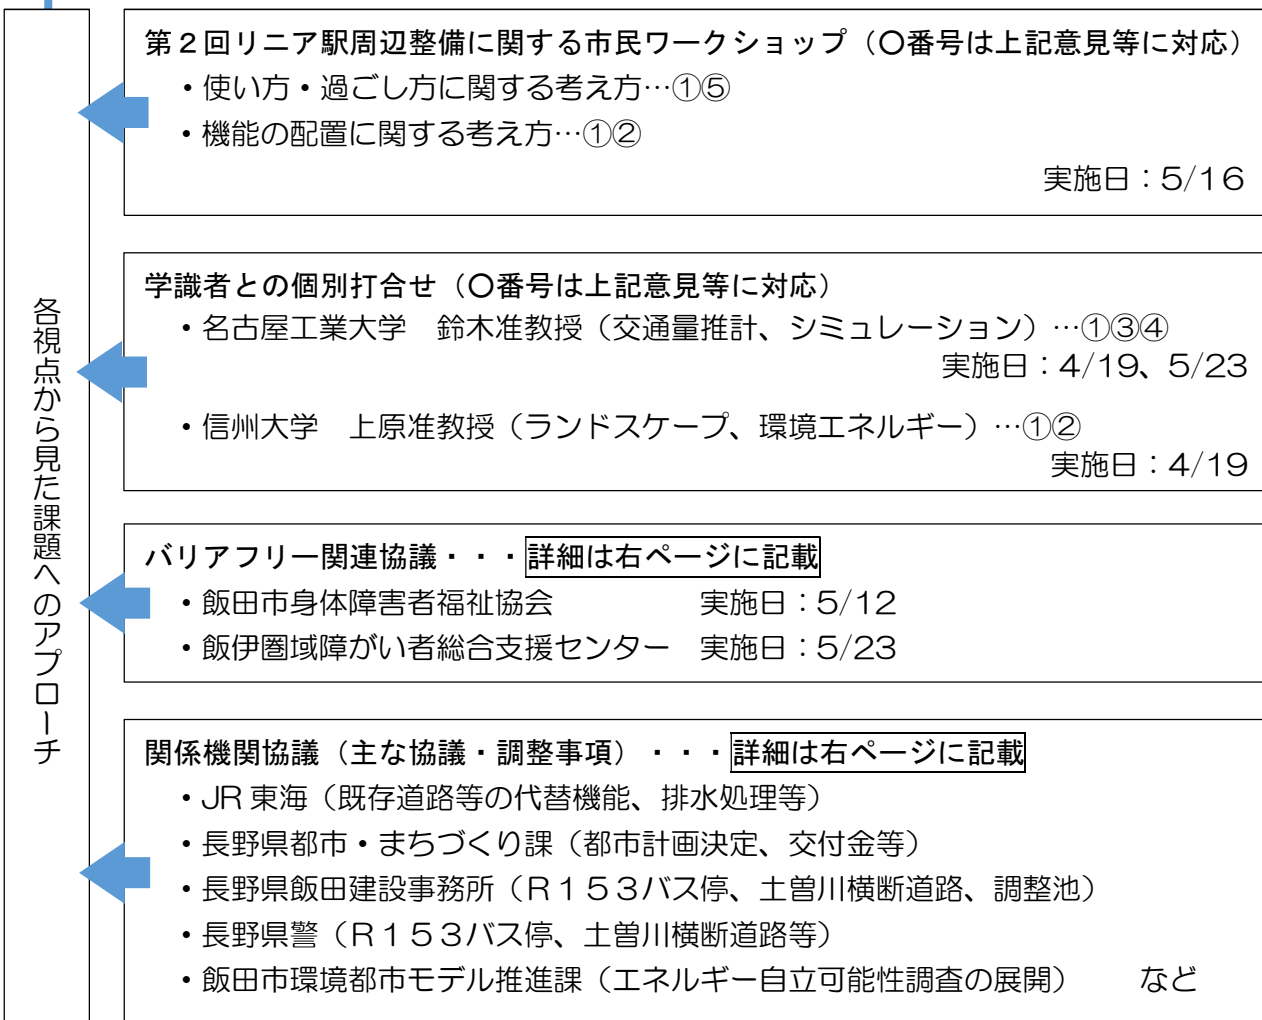 各視点から見た課題へのアプローチ
第２回リニア駅周辺整備に関する市民ワークショップ（〇番号は上記意見等に対応）
・使い方・過ごし方に関する考え方…①⑤
・機能の配置に関する考え方…①②
実施日：5/16
学識者との個別打合せ（〇番号は上記意見等に対応）
・名古屋工業大学　鈴木准教授（交通量推計、シミュレーション）…①③④
実施日：4/19、5/23
・信州大学　上原准教授（ランドスケープ、環境エネルギー）…①②
実施日：4/19
バリアフリー関連協議・・・詳細は右ページに記載
・飯田市身体障害者福祉協会　実施日：5/12
・飯伊圏域障がい者総合支援センター　実施日：5/23
関係機関協議（主な協議・調整事項）・・・詳細は右ページに記載
・JR東海（既存道路等の代替機能、排水処理等）
・長野県都市・まちづくり課（都市計画決定、交付金等）
・長野県飯田建設事務所（Ｒ１５３バス停、土曽川横断道路、調整池）
・長野県警（Ｒ１５３バス停、土曽川横断道路等）
・飯田市環境都市モデル推進課（エネルギー自立可能性調査の展開）　など